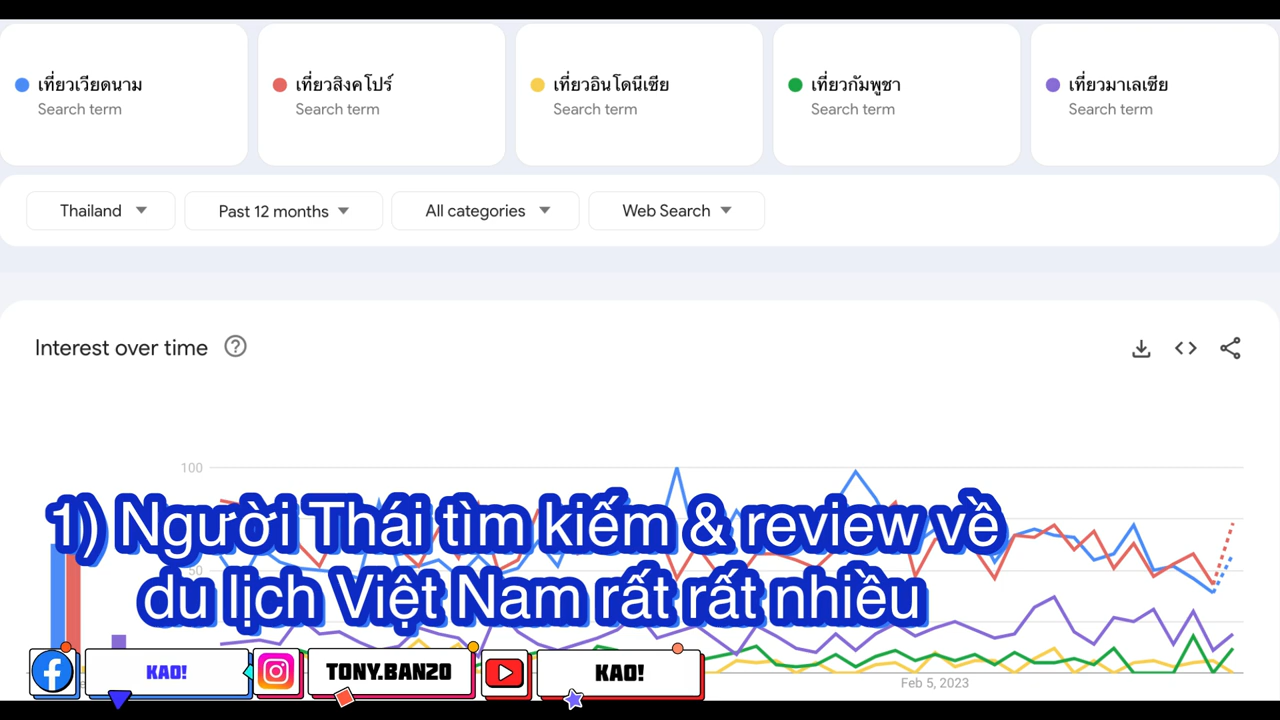 เที่ยวเวียดนาม
Search term
เที่ยวสิงคโปร์
Search term
เที่ยวอินโดนีเซีย
Search term
เที่ยวกัมพูชา
Search term
เที่ยวมาเลเซีย
Search term
Thailand
Past 12 months
All categories
Web Search
Interest over time
100
1) Người Thái tìm kiếm & review về
50
du lịch Việt Nam rất rất nhiều
KAO!
TONY.BANZO
KAO!
Feb 5, 2023